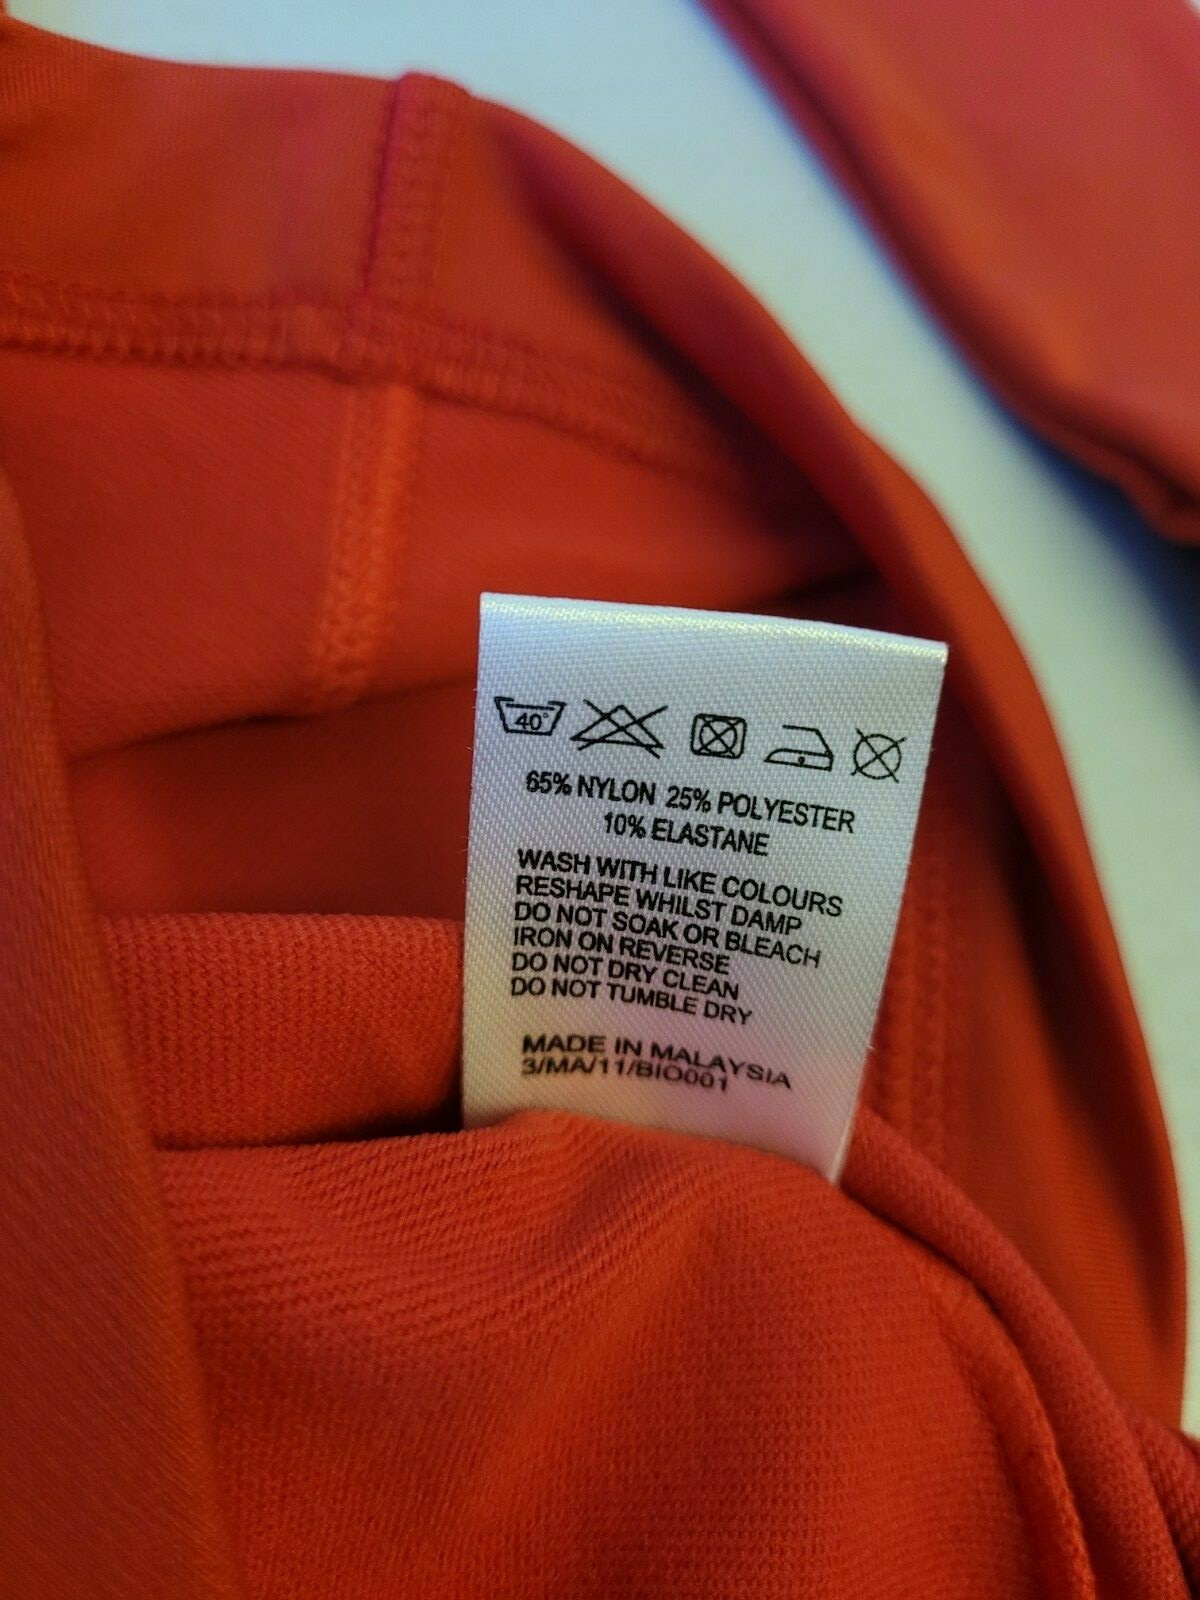 40°
65% NYLON 25% POLYESTER
10% ELASTANE
WASH WITH LIKE COLOURS
RESHAPE WHILST DAMP
DO NOT SOAK OR BLEACH
IRON ON REVERSE
DO NOT DRY CLEAN
DO NOT TUMBLE DRY
MADE IN MALAYSIA
3/MA/11/BIO001